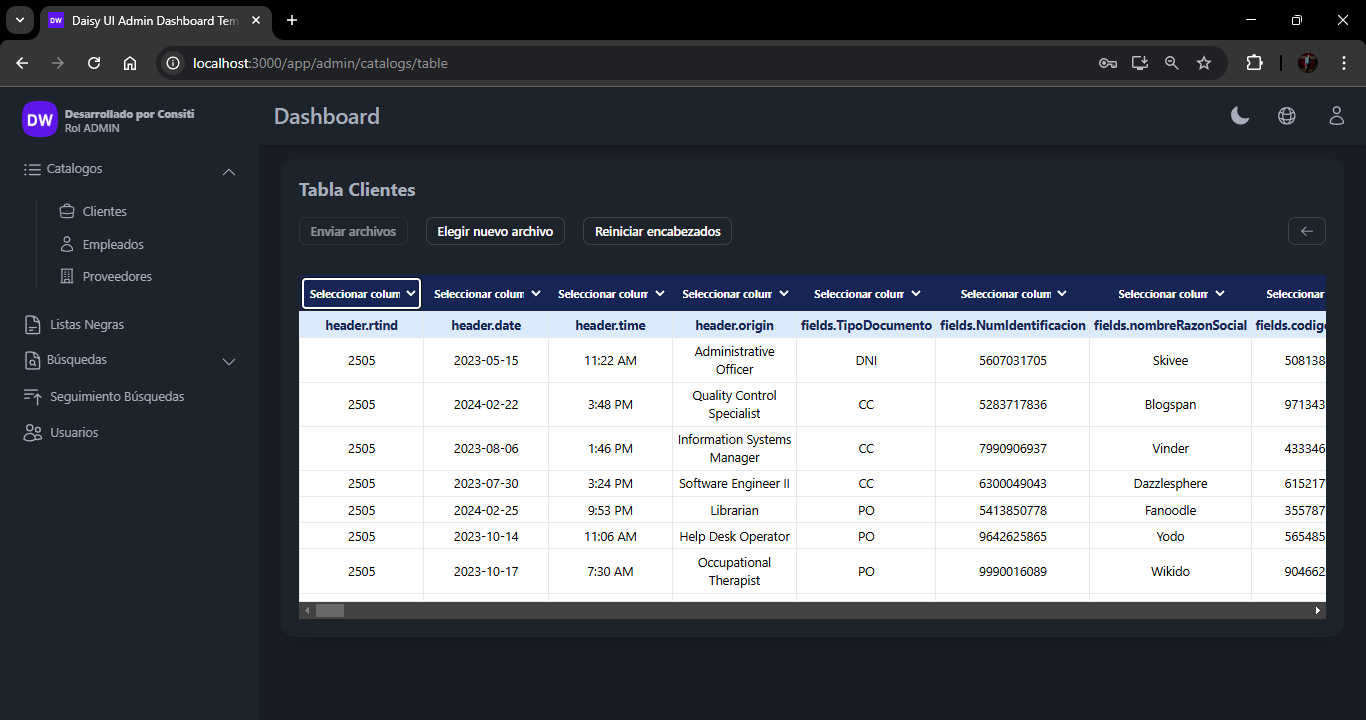 DW Daisy UI Admin Dashboard Tem
localhost:3000/app/admin/catalogs/table
DW Desarrollado por Consiti
Rol ADMIN
Dashboard
Catalogos
Clientes
Empleados
Proveedores
Listas Negras
Búsquedas
Seguimiento Búsquedas
Usuarios
Tabla Clientes
Enviar archivos Elegir nuevo archivo Reiniciar encabezados
Seleccionar colum Seleccionar colum Seleccionar colum Seleccionar colum Seleccionar colum Seleccionar colum Seleccionar colum Seleccionar
header.rtind header.date header.time header.origin fields.TipoDocumento fields.NumIdentificacion fields.nombreRazonSocial fields.codig
2505 2023-05-15 11:22 AM Administrative Officer DNI 5607031705 Skivee 508138
2505 2024-02-22 3:48 PM Quality Control Specialist CC 5283717836 Blogspan 971343
2505 2023-08-06 1:46 PM Information Systems Manager CC 7990906937 Vinder 433346
2505 2023-07-30 3:24 PM Software Engineer II CC 6300049043 Dazzlesphere 615217
2505 2024-02-25 9:53 PM Librarian PO 5413850778 Fanoodle 355787
2505 2023-10-14 11:06 AM Help Desk Operator PO 9642625865 Yodo 565485
2505 2023-10-17 7:30 AM Occupational Therapist PO 9990016089 Wikido 904662